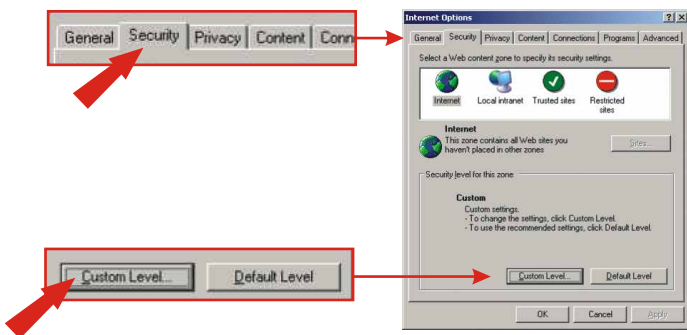 General Security Privacy Content Conn
Custom Level... Default Level
Internet Options
General Security Privacy Content Connections Programs Advanced
Select a Web content zone to specify its security settings.
Internet Local intranet Trusted sites Restricted
sites
Internet
This zone contains all Web sites you
haven't placed in other zones
Sites...
Security level for this zone
Custom
Custom settings.
- To change the settings, click Custom Level.
- To use the recommended settings, click Default Level.
Custom Level... Default Level
OK Cancel Apply